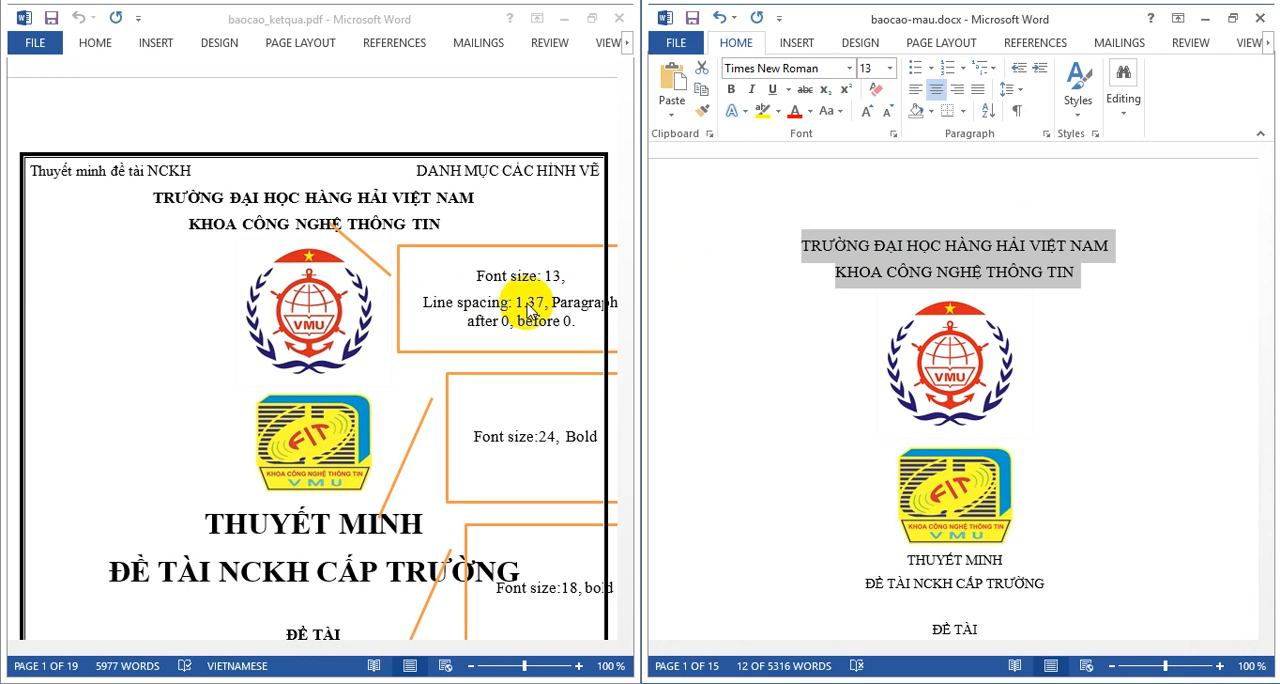 baocao_ketqua.pdf - Microsoft Word
FILE HOME INSERT DESIGN PAGE LAYOUT REFERENCES MAILINGS REVIEW VIEW
Thuyết minh đề tài NCKH DANH MỤC CÁC HÌNH VẼ
TRƯỜNG ĐẠI HỌC HÀNG HẢI VIỆT NAM
KHOA CÔNG NGHỆ THÔNG TIN
VMU
Font size: 13,
Line spacing: 1,37, Paragraph
after 0, before 0.
FIT
KHOA CÔNG NGHỆ THÔNG TIN
VMU
Font size:24, Bold
THUYẾT MINH
ĐỀ TÀI NCKH CẤP TRƯỜNG
Font size:18, bold
ĐỀ TÀI
PAGE 1 OF 19 5977 WORDS VIETNAMESE 100 %
baocao-mau.docx - Microsoft Word
FILE HOME INSERT DESIGN PAGE LAYOUT REFERENCES MAILINGS REVIEW VIEW
Times New Roman 13
Paste
Styles
Editing
Clipboard Font Paragraph Styles
TRƯỜNG ĐẠI HỌC HÀNG HẢI VIỆT NAM
KHOA CÔNG NGHỆ THÔNG TIN
VMU
FIT
KHOA CÔNG NGHỆ THÔNG TIN
VMU
THUYẾT MINH
ĐỀ TÀI NCKH CẤP TRƯỜNG
ĐỀ TÀI
PAGE 1 OF 15 12 OF 5316 WORDS 100 %